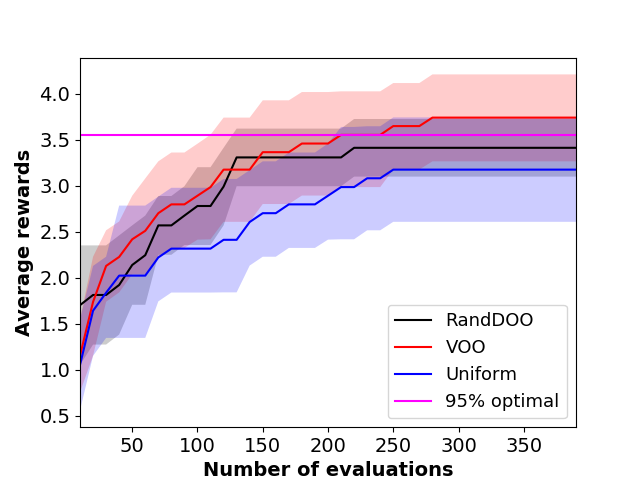 4.0
3.5
3.0
2.5
2.0
1.5
1.0
0.5
Average rewards
RandDOO
VOO
Uniform
95% optimal
50 100 150 200 250 300 350
Number of evaluations